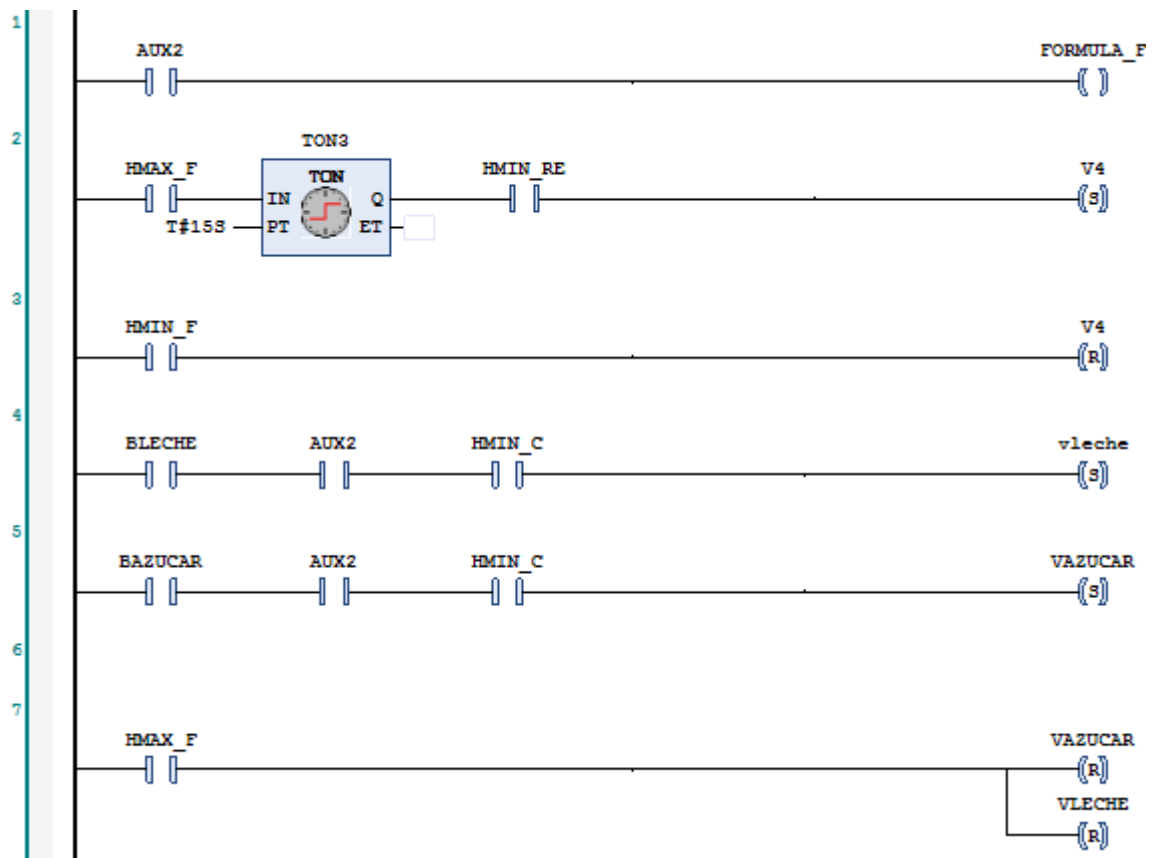 1
AUX2 FORMULA_F
( )
2
TON3
HMAX_F TON HMIN_RE V4
IN Q (S)
T#15S PT ET
3
HMIN_F V4
(R)
4
BLECHE AUX2 HMIN_C vleche
(S)
5
BAZUCAR AUX2 HMIN_C VAZUCAR
(S)
6
7
HMAX_F VAZUCAR
(R)
VLECHE
(R)